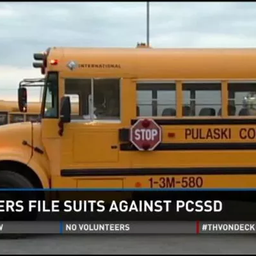 INTERNATIONAL
STOP
PULASKI CO
1-3M-580
ERS FILE SUITS AGAINST PCSSD
NO VOLUNTEERS
#THVONDECK